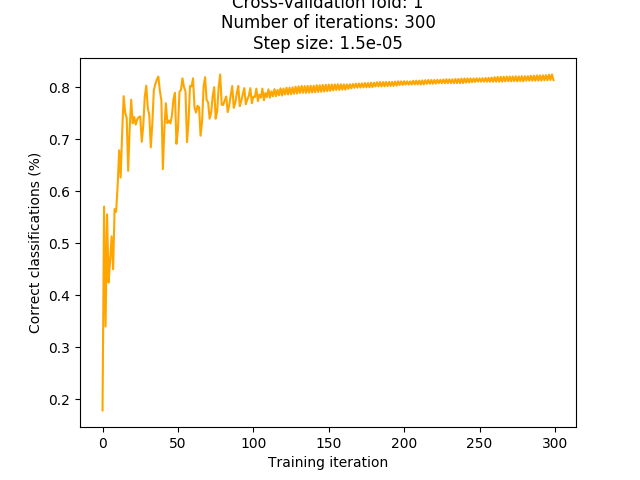 Cross-validation fold: 1
Number of iterations: 300
Step size: 1.5e-05
0.8
0.7
0.6
0.5
0.4
0.3
0.2
Correct classifications (%)
0 50 100 150 200 250 300
Training iteration